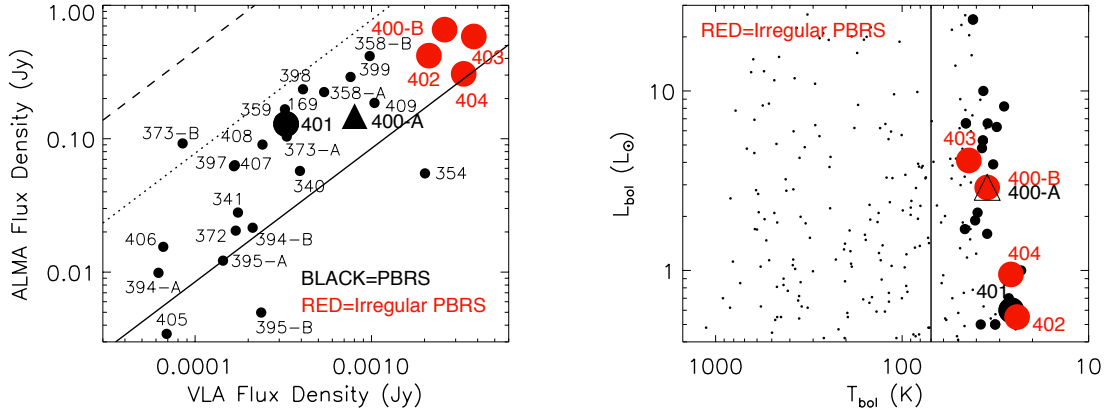 1.00
0.10
0.01
ALMA Flux Density (Jy)
0.0001
0.0010
VLA Flux Density (Jy)
400-B
358-B
403
402
404
398
399
358-A
359
169
409
401
400-A
373-B
408
373-A
397
407
340
354
341
372
394-B
406
395-A
394-A
395-B
405
BLACK=PBRS
RED=Irregular PBRS
RED=Irregular PBRS
10
1
Lbol (L⊙)
403
400-B
400-A
404
401
402
1000
100
10
Tbol (K)